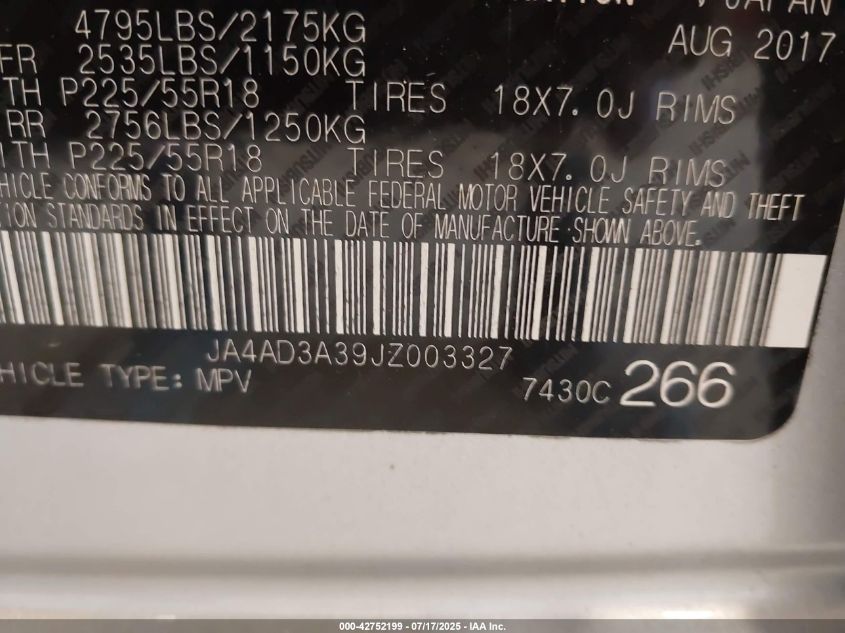 , JAPAN
4795LBS/2175KG AUG 2017
FR 2535LBS/1150KG
TH P225/55R18 TIRES 18X7.0J RIMS
RR 2756LBS/1250KG
ITH P225/55R18 TIRES 18X7.0J RIMS
HICLE CONFORMS TO ALL APPLICABLE FEDERAL MOTOR VEHICLE SAFETY AND THEFT
ION STANDARDS IN EFFECT ON THE DATE OF MANUFACTURE SHOWN ABOVE.
JA4AD3A39JZ003327
HICLE TYPE: MPV 7430C 266
MITSUBISHI
000-42752199 - 07/17/2025 - IAA Inc.